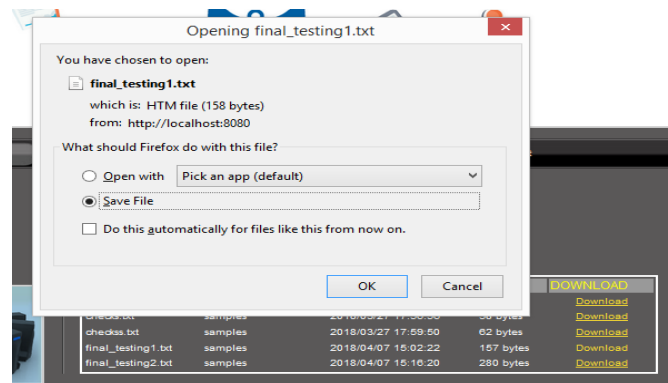 Opening final_testing1.txt
You have chosen to open:
final_testing1.txt
which is: HTM file (158 bytes)
from: http://localhost:8080
What should Firefox do with this file?
Open with Pick an app (default)
Save File
Do this automatically for files like this from now on.
OK Cancel
DOWNLOAD
Download
samples Download
checkss.txt samples 2018/03/27 17:59:50 62 bytes Download
final_testing1.txt samples 2018/04/07 15:02:22 157 bytes Download
final_testing2.txt samples 2018/04/07 15:16:20 280 bytes Download